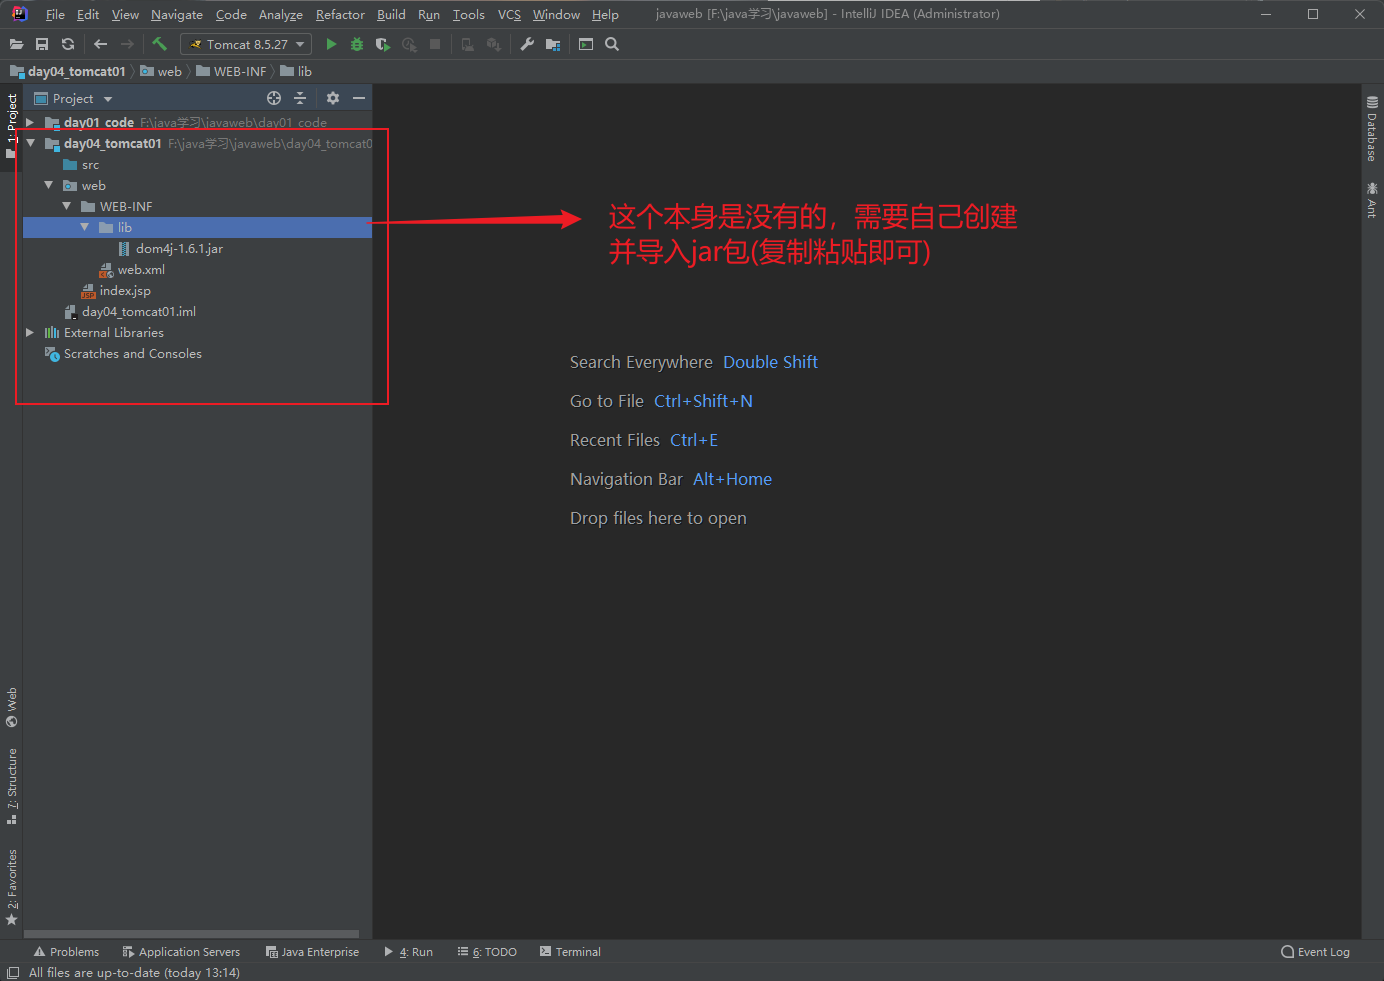 File Edit View Navigate Code Analyze Refactor Build Run Tools VCS Window Help javaweb [F:\java学习\javaweb] - IntelliJ IDEA (Administrator)
Tomcat 8.5.27
day04_tomcat01 web WEB-INF lib
Project
day01_code F:\java学习\javaweb\day01_code
day04_tomcat01 F:\java学习\javaweb\day04_tomcat0
src
web
WEB-INF
lib
dom4j-1.6.1.jar
web.xml
index.jsp
day04_tomcat01.iml
External Libraries
Scratches and Consoles
这个本身是没有的，需要自己创建
并导入jar包(复制粘贴即可)
Search Everywhere Double Shift
Go to File Ctrl+Shift+N
Recent Files Ctrl+E
Navigation Bar Alt+Home
Drop files here to open
1: Project
Web
7: Structure
2: Favorites
Database
Ant
Problems Application Servers Java Enterprise 4: Run 6: TODO Terminal Event Log
All files are up-to-date (today 13:14)